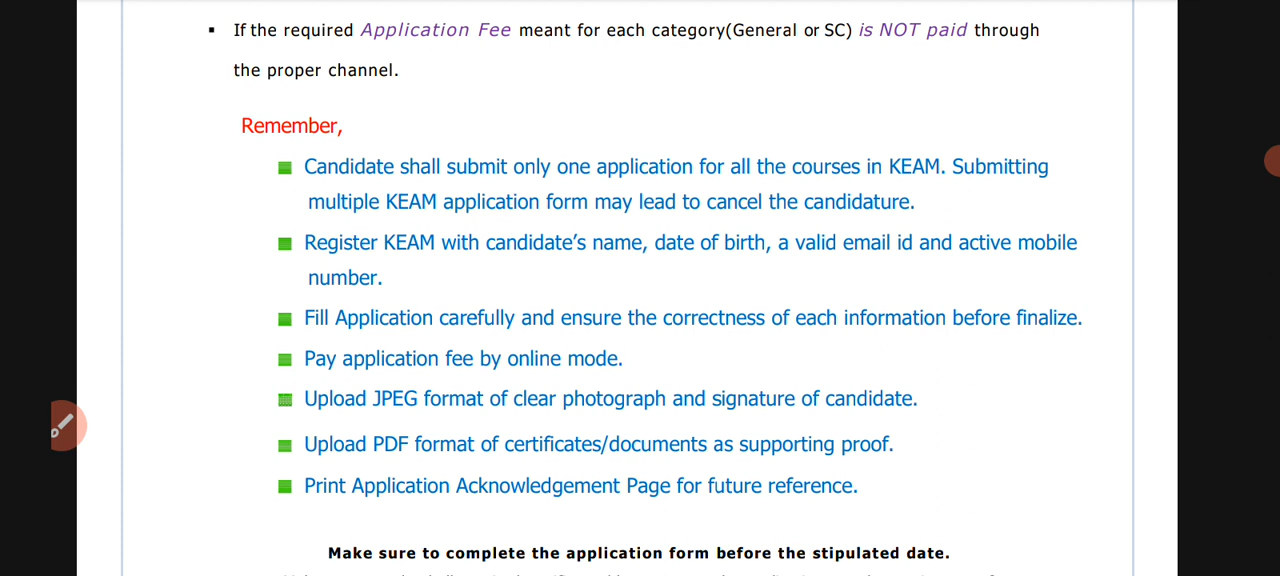 ▪ If the required Application Fee meant for each category(General or SC) is NOT paid through
the proper channel.
Remember,
Candidate shall submit only one application for all the courses in KEAM. Submitting
multiple KEAM application form may lead to cancel the candidature.
Register KEAM with candidate’s name, date of birth, a valid email id and active mobile
number.
Fill Application carefully and ensure the correctness of each information before finalize.
Pay application fee by online mode.
Upload JPEG format of clear photograph and signature of candidate.
Upload PDF format of certificates/documents as supporting proof.
Print Application Acknowledgement Page for future reference.
Make sure to complete the application form before the stipulated date.